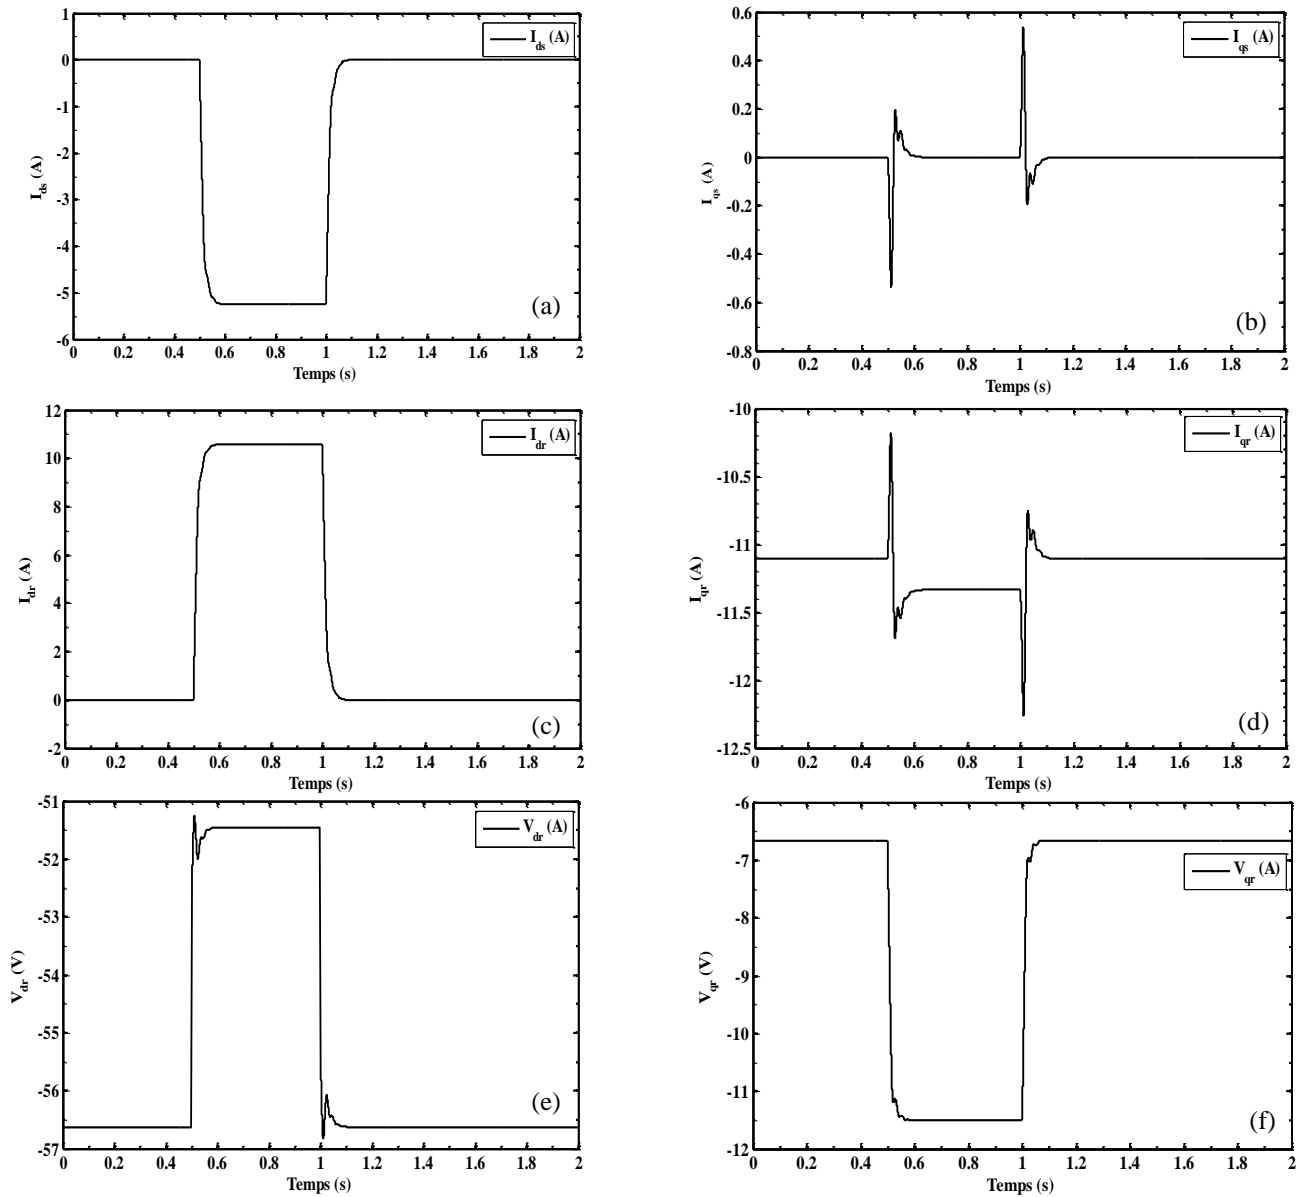 1
0
-1
-2
-3
-4
-5
-6
I_ds (A)
I_ds (A)
(a)
0 0.2 0.4 0.6 0.8 1 1.2 1.4 1.6 1.8 2
Temps (s)
0.6
0.4
0.2
0
-0.2
-0.4
-0.6
-0.8
I_qs (A)
I_qs (A)
(b)
0 0.2 0.4 0.6 0.8 1 1.2 1.4 1.6 1.8 2
Temps (s)
12
10
8
6
4
2
0
-2
I_dr (A)
I_dr (A)
(c)
0 0.2 0.4 0.6 0.8 1 1.2 1.4 1.6 1.8 2
Temps (s)
-10
-10.5
-11
-11.5
-12
-12.5
I_qr (A)
I_qr (A)
(d)
0 0.2 0.4 0.6 0.8 1 1.2 1.4 1.6 1.8 2
Temps (s)
-51
-52
-53
-54
-55
-56
-57
V_dr (V)
V_dr (A)
(e)
0 0.2 0.4 0.6 0.8 1 1.2 1.4 1.6 1.8 2
Temps (s)
-6
-7
-8
-9
-10
-11
-12
V_qr (V)
V_qr (A)
(f)
0 0.2 0.4 0.6 0.8 1 1.2 1.4 1.6 1.8 2
Temps (s)